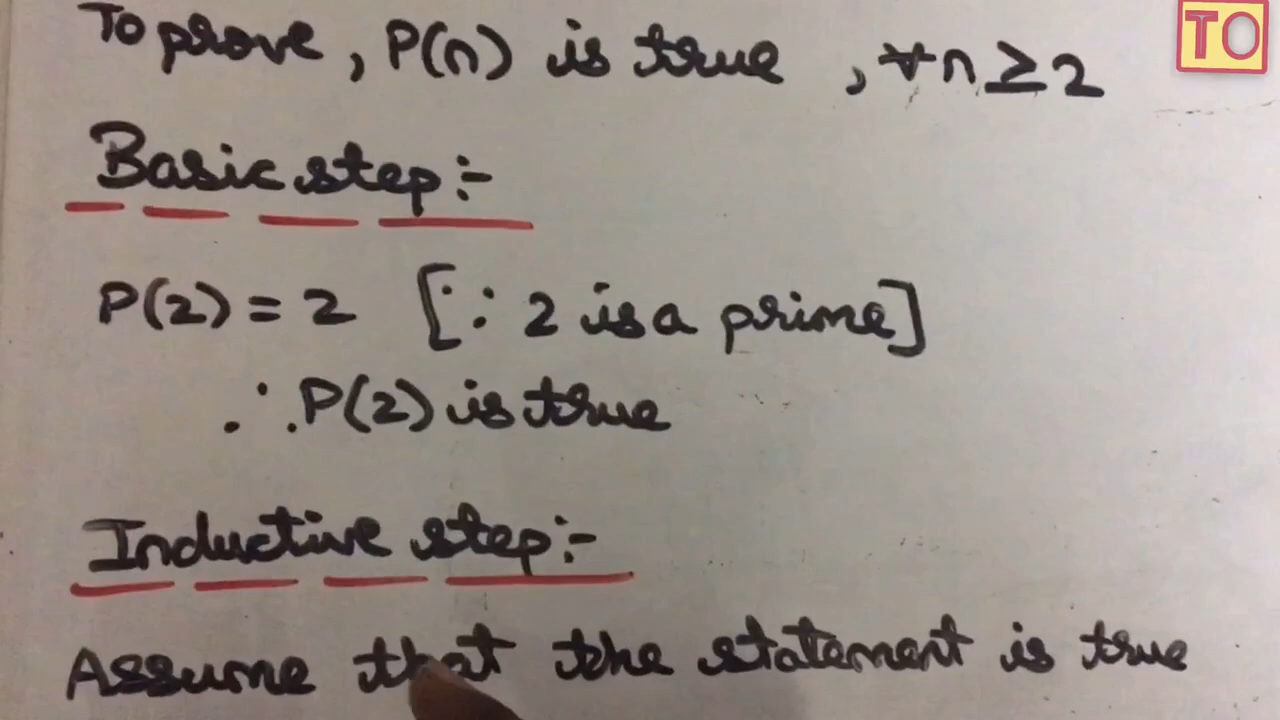 TO
To prove, P(n) is true, ∀n ≥ 2
Basic step:-
P(2) = 2 [∵ 2 is a prime]
∴ P(2) is true
Inductive step:-
Assume that the statement is true